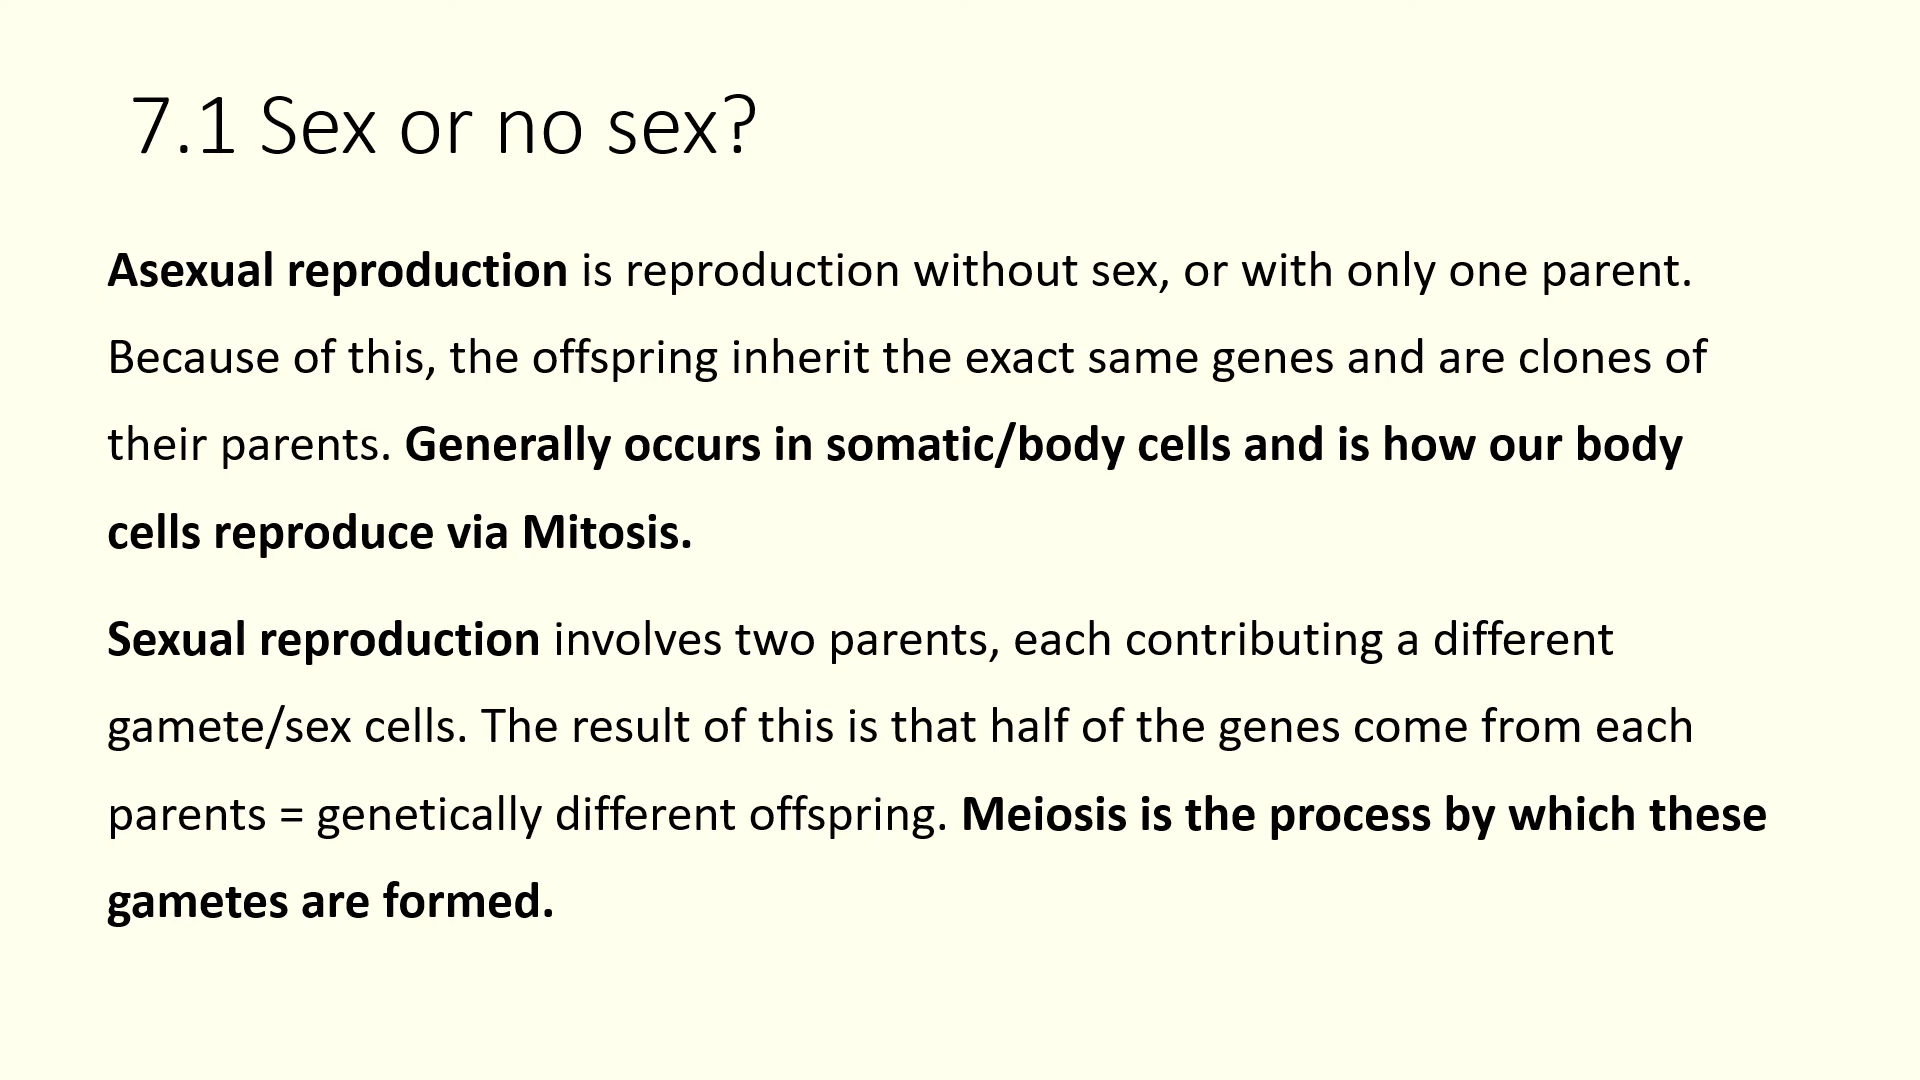 7.1 Sex or no sex?
Asexual reproduction is reproduction without sex, or with only one parent.
Because of this, the offspring inherit the exact same genes and are clones of
their parents. Generally occurs in somatic/body cells and is how our body
cells reproduce via Mitosis.
Sexual reproduction involves two parents, each contributing a different
gamete/sex cells. The result of this is that half of the genes come from each
parents = genetically different offspring. Meiosis is the process by which these
gametes are formed.